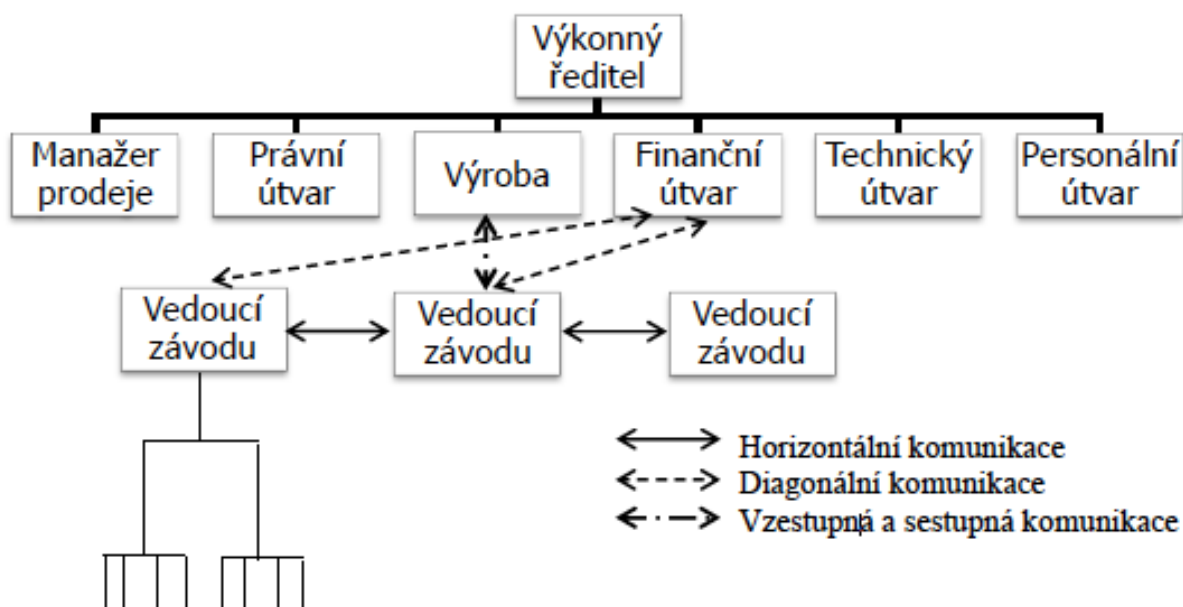 Výkonný
ředitel
Manažer
prodeje
Právní
útvar
Výroba
Finanční
útvar
Technický
útvar
Personální
útvar
Vedoucí
závodu
Vedoucí
závodu
Vedoucí
závodu
Horizontální komunikace
Diagonální komunikace
Vzestupná a sestupná komunikace